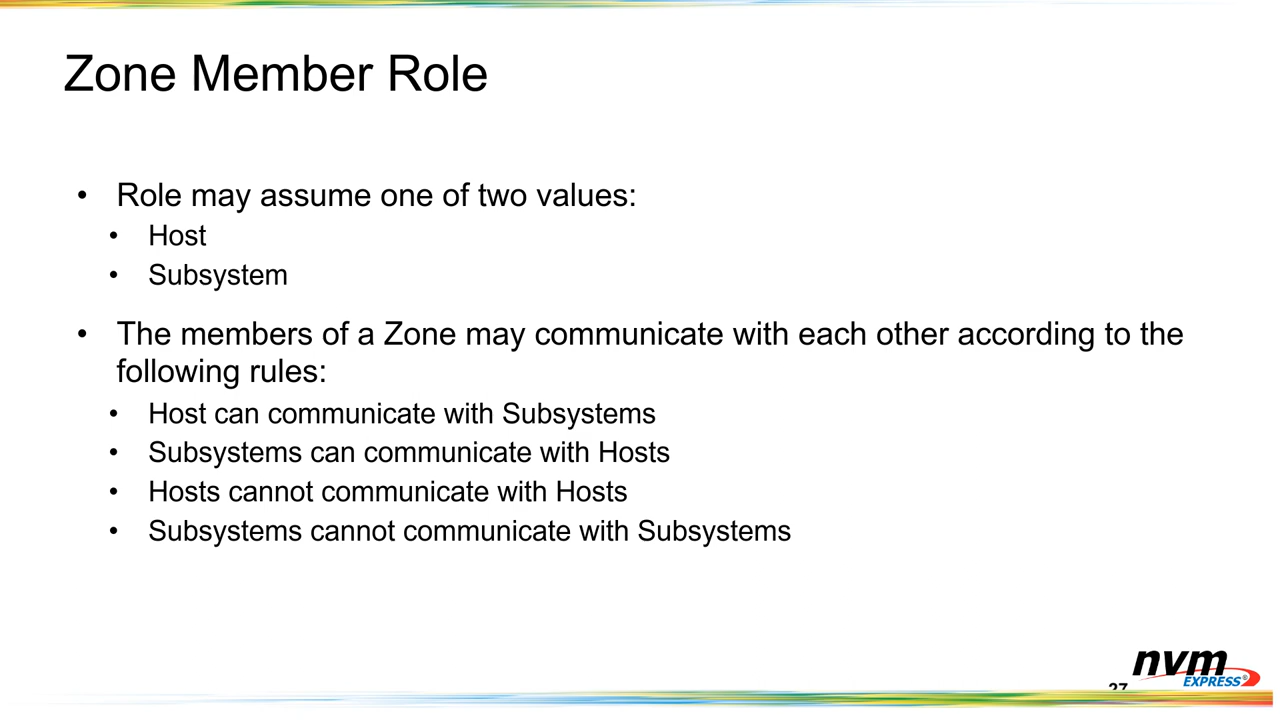 Zone Member Role
• Role may assume one of two values:
• Host
• Subsystem
• The members of a Zone may communicate with each other according to the
following rules:
• Host can communicate with Subsystems
• Subsystems can communicate with Hosts
• Hosts cannot communicate with Hosts
• Subsystems cannot communicate with Subsystems
27
nvm
EXPRESS®